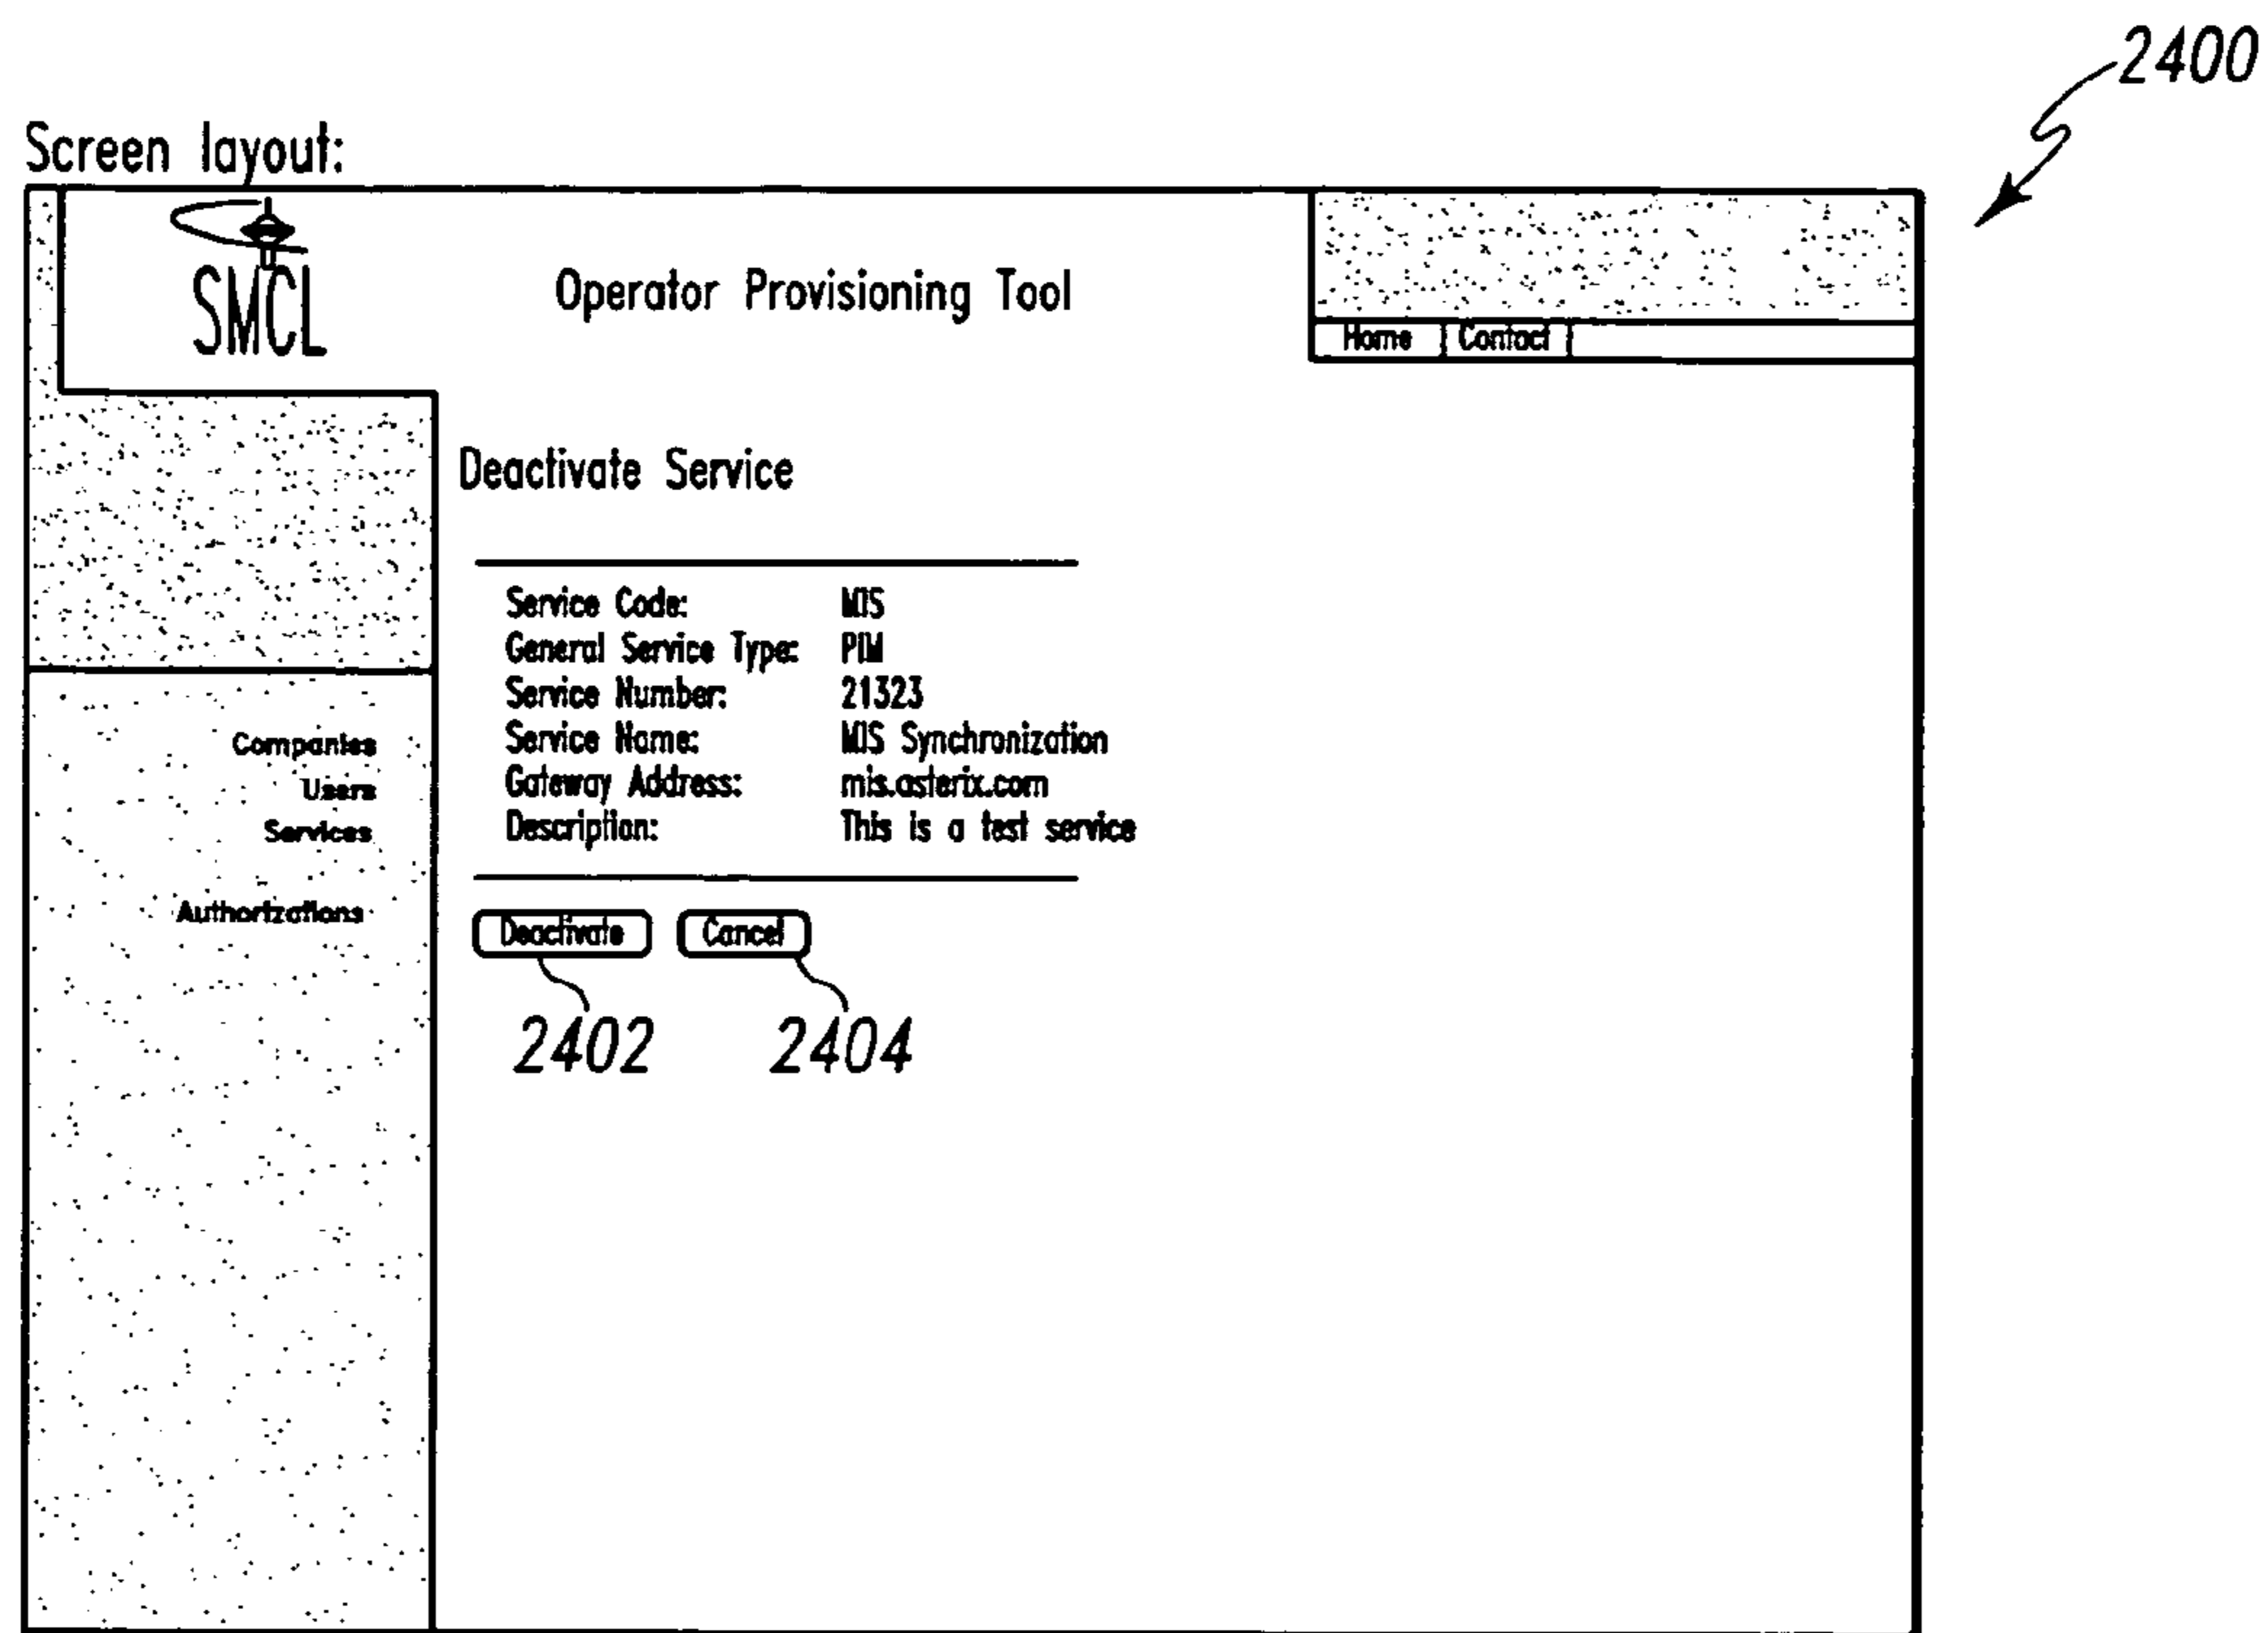 2400
Screen layout:
SMCL
Operator Provisioning Tool
Home Contact
Deactivate Service
Service Code: MIS
General Service Type: PIM
Service Number: 21323
Service Name: MIS Synchronization
Gateway Address: mis.asterix.com
Description: This is a test service
Companies
Users
Services
Authorizations
Deactivate Cancel
2402 2404